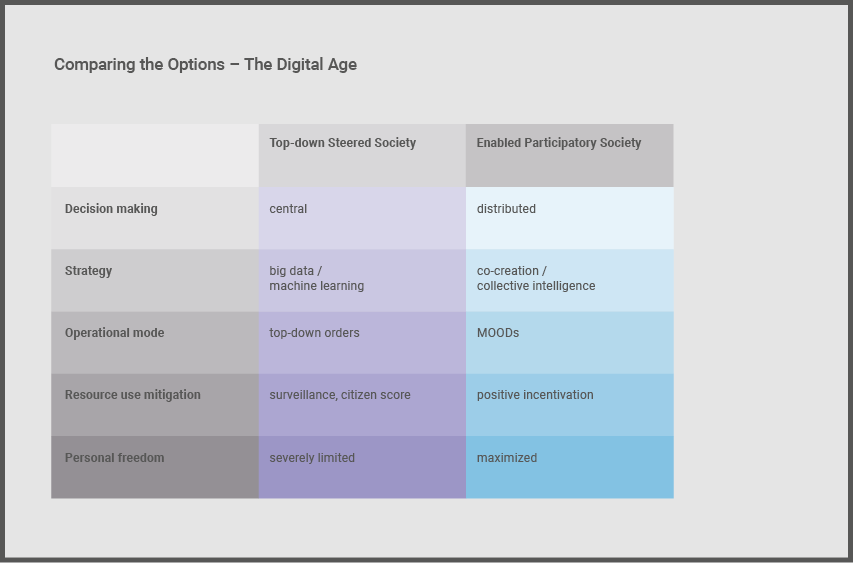 Comparing the Options – The Digital Age
Top-down Steered Society
Enabled Participatory Society
Decision making
central
distributed
Strategy
big data /
machine learning
co-creation /
collective intelligence
Operational mode
top-down orders
MOODs
Resource use mitigation
surveillance, citizen score
positive incentivation
Personal freedom
severely limited
maximized